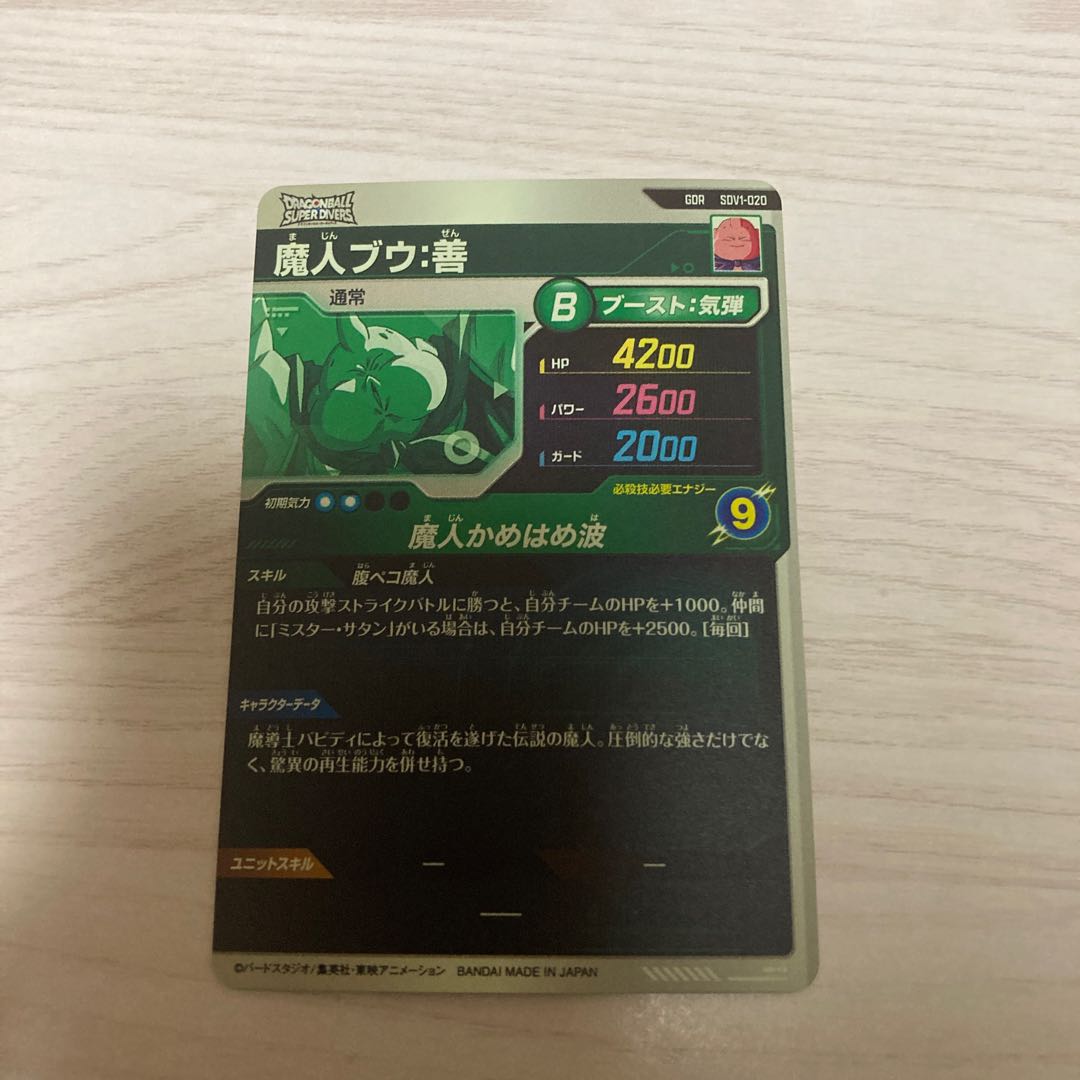 GDR SDV1-020
DRAGONBALL
SUPER DIVERS
魔人ブウ:善
通常
B ブースト:気弾
HP 4200
パワー 2600
ガード 2000
初期気力
必殺技必要エナジー
9
魔人かめはめ波
スキル 腹ペコ魔人
自分の攻撃ストライクバトルに勝つと、自分チームのHPを+1000。仲間
に「ミスター・サタン」がいる場合は、自分チームのHPを+2500。[毎回]
キャラクターデータ
魔導士バビディによって復活を遂げた伝説の魔人。圧倒的な強さだけでな
く、驚異の再生能力を併せ持つ。
ユニットスキル
©バードスタジオ/集英社・東映アニメーション BANDAI MADE IN JAPAN